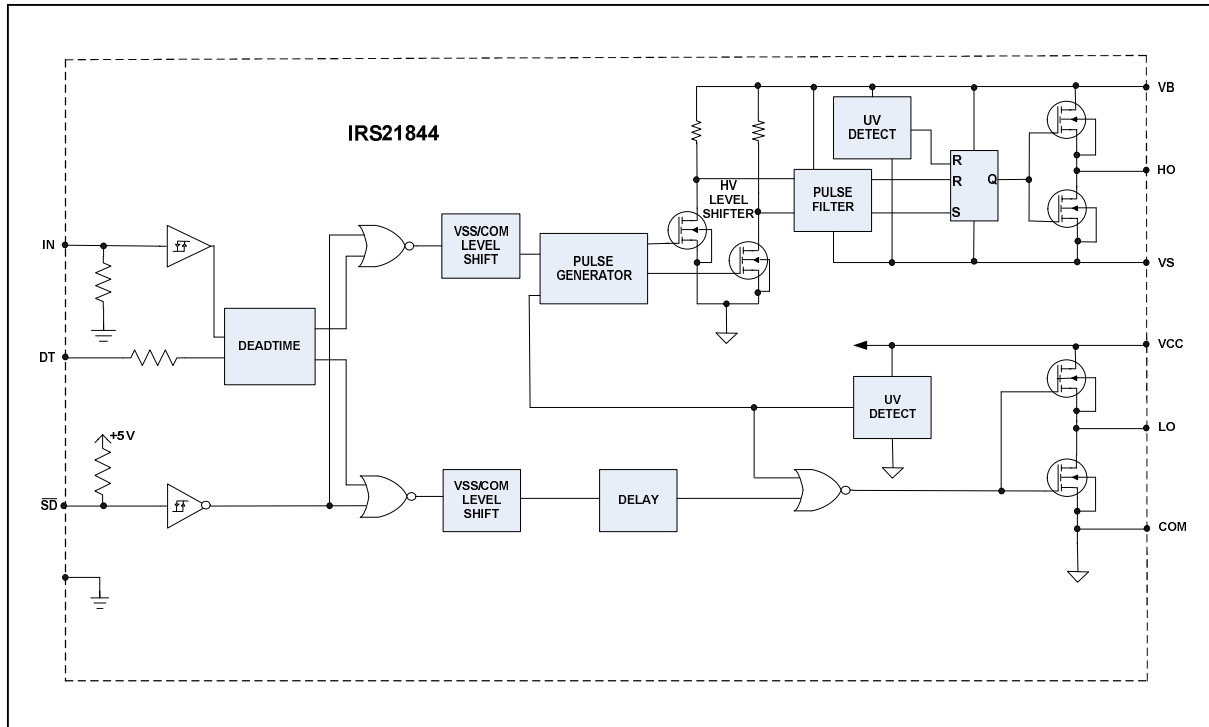 IRS21844
VB
UV
DETECT
R
R
Q
S
HO
HV
LEVEL
SHIFTER
PULSE
FILTER
IN
VSS/COM
LEVEL
SHIFT
PULSE
GENERATOR
VS
DEADTIME
DT
VCC
UV
DETECT
+5V
LO
SD
VSS/COM
LEVEL
SHIFT
DELAY
COM